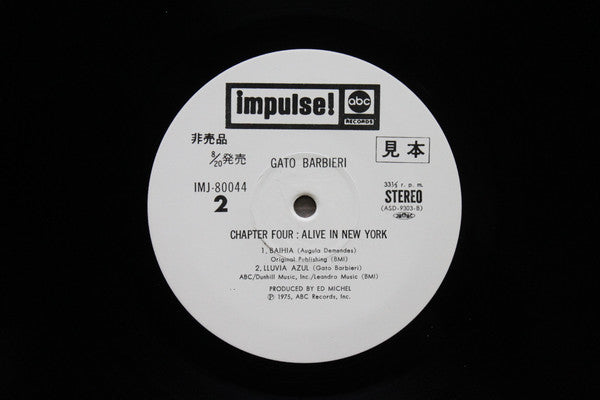 impulse!
abc
RECORDS
非売品
8/20発売
GATO BARBIERI
見本
IMJ-80044
2
33⅓ r. p. m.
STEREO
(ASD-9303-B)
CHAPTER FOUR : ALIVE IN NEW YORK
1. BAIHIA (Augula Demendes)
Original Publishing (BMI)
2. LLUVIA AZUL (Gato Barbieri)
ABC/Dunhill Music, Inc./Leandro Music (BMI)
PRODUCED BY ED MICHEL
℗ 1975, ABC Records, Inc.